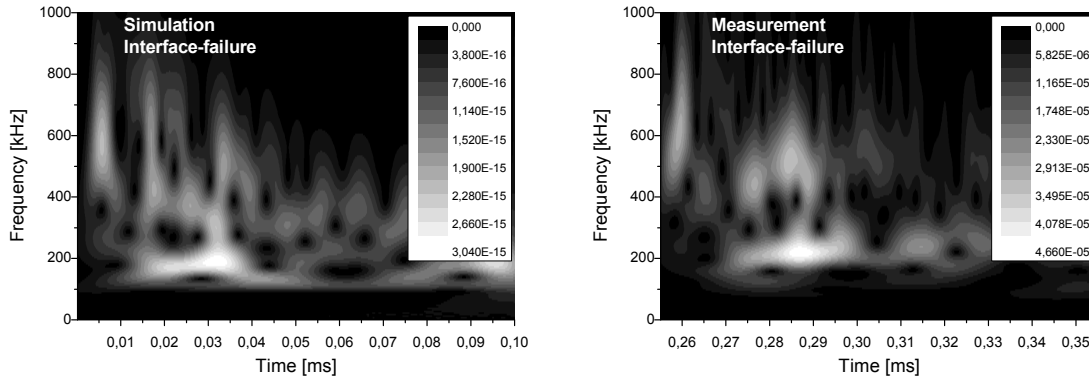 Simulation
Interface-failure
1000
800
600
400
200
0
Frequency [kHz]
0,01 0,02 0,03 0,04 0,05 0,06 0,07 0,08 0,09 0,10
Time [ms]
0,000
3,800E-16
7,600E-16
1,140E-15
1,520E-15
1,900E-15
2,280E-15
2,660E-15
3,040E-15
Measurement
Interface-failure
1000
800
600
400
200
0
Frequency [kHz]
0,26 0,27 0,28 0,29 0,30 0,31 0,32 0,33 0,34 0,35
Time [ms]
0,000
5,825E-06
1,165E-05
1,748E-05
2,330E-05
2,913E-05
3,495E-05
4,078E-05
4,660E-05